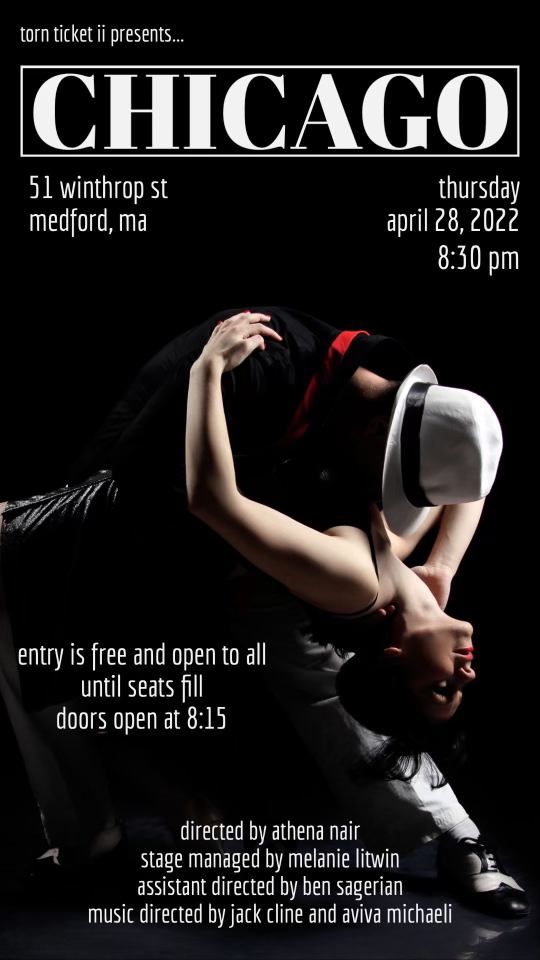 torn ticket ii presents...
CHICAGO
51 winthrop st
medford, ma
thursday
april 28, 2022
8:30 pm
entry is free and open to all
until seats fill
doors open at 8:15
directed by athena nair
stage managed by melanie litwin
assistant directed by ben sagerian
music directed by jack cline and aviva michaeli